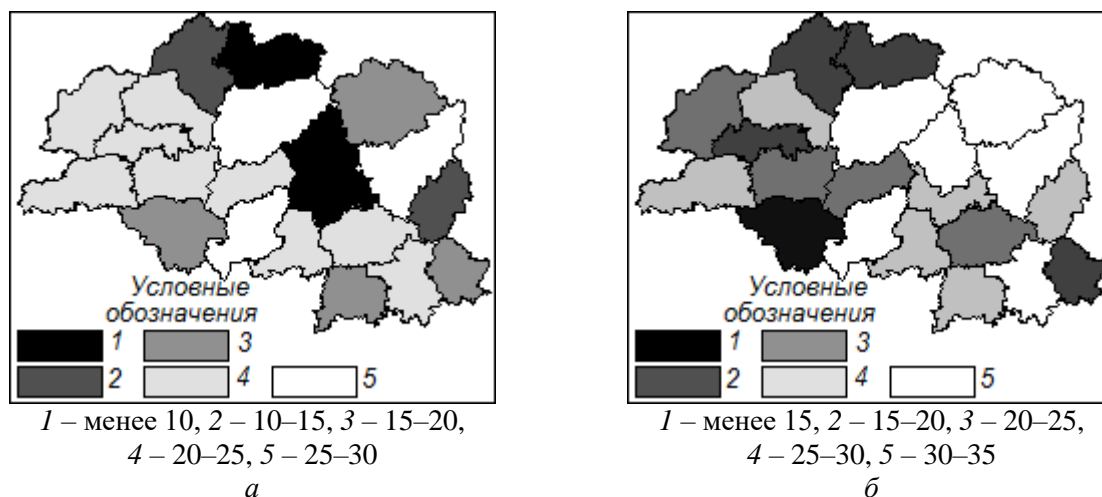 Условные
обозначения
1 3
2 4 5
1 – менее 10, 2 – 10–15, 3 – 15–20,
4 – 20–25, 5 – 25–30
а
Условные
обозначения
1 3
2 4 5
1 – менее 15, 2 – 15–20, 3 – 20–25,
4 – 25–30, 5 – 30–35
б